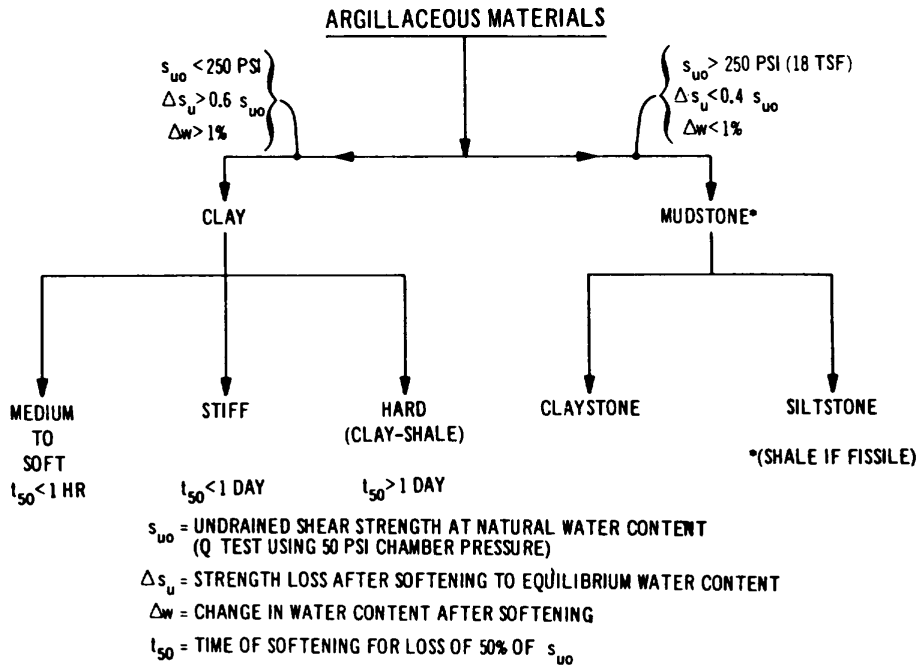 ARGILLACEOUS MATERIALS
s_uo < 250 PSI
Δs_u > 0.6 s_uo
Δw > 1%
s_uo > 250 PSI (18 TSF)
Δs_u < 0.4 s_uo
Δw < 1%
CLAY
MUDSTONE*
MEDIUM
TO
SOFT
t_50 < 1 HR
STIFF
t_50 < 1 DAY
HARD
(CLAY-SHALE)
t_50 > 1 DAY
CLAYSTONE
SILTSTONE
*(SHALE IF FISSILE)
s_uo = UNDRAINED SHEAR STRENGTH AT NATURAL WATER CONTENT
(Q TEST USING 50 PSI CHAMBER PRESSURE)
Δs_u = STRENGTH LOSS AFTER SOFTENING TO EQUILIBRIUM WATER CONTENT
Δw = CHANGE IN WATER CONTENT AFTER SOFTENING
t_50 = TIME OF SOFTENING FOR LOSS OF 50% OF s_uo